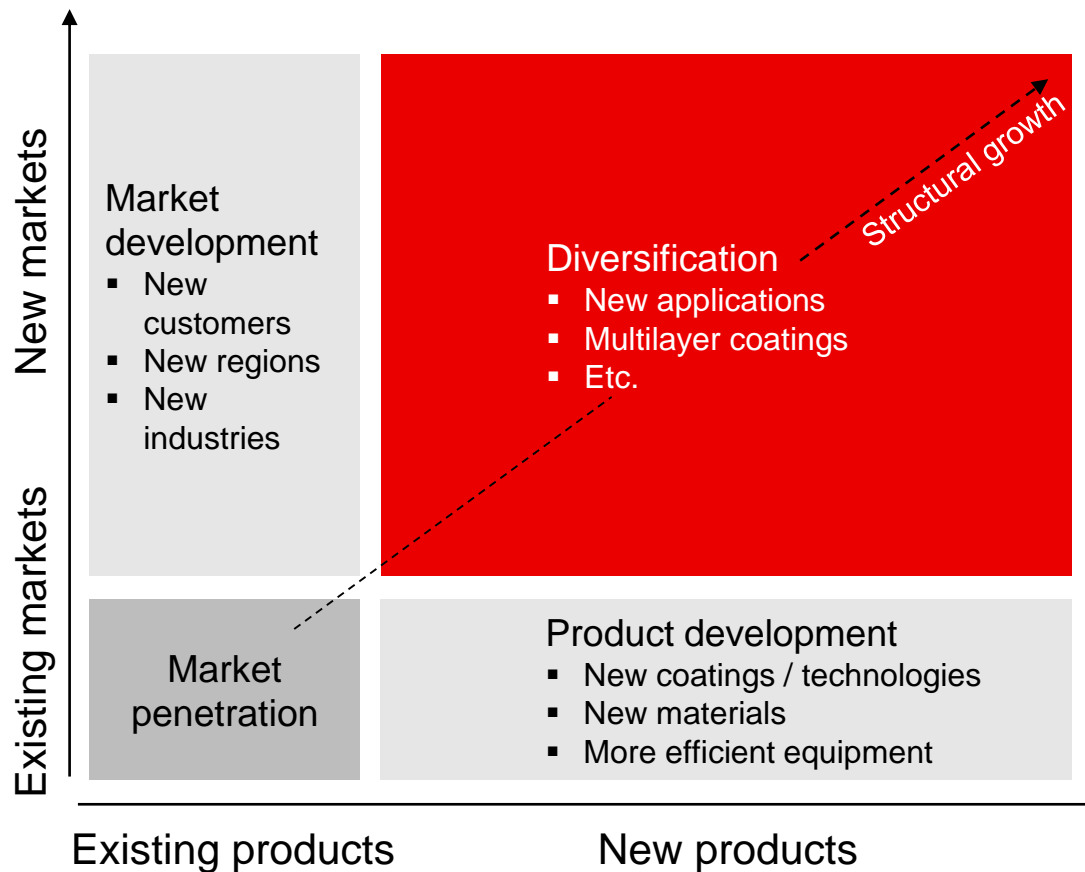 New markets
Existing markets
Market
development
▪ New
customers
▪ New regions
▪ New
industries
Structural growth
Diversification
▪ New applications
▪ Multilayer coatings
▪ Etc.
Market
penetration
Product development
▪ New coatings / technologies
▪ New materials
▪ More efficient equipment
Existing products
New products